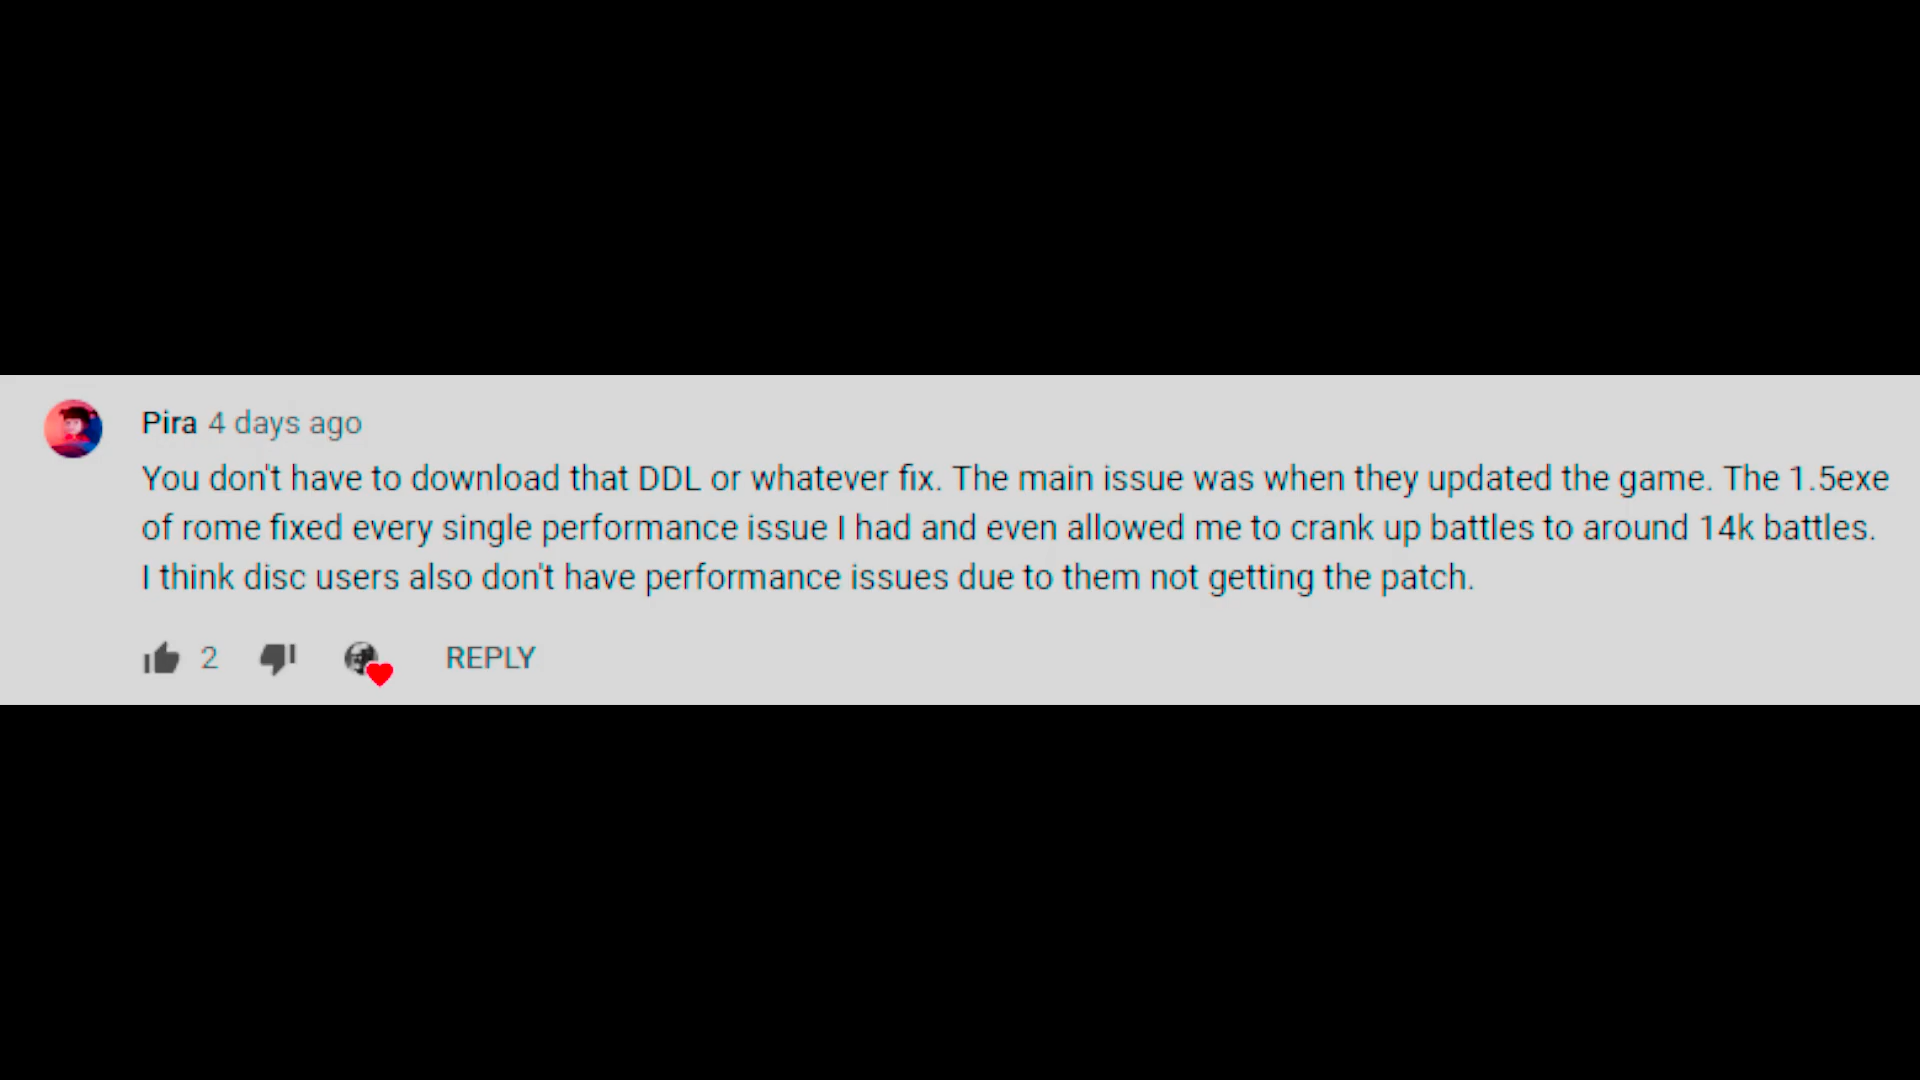 Pira 4 days ago
You don't have to download that DDL or whatever fix. The main issue was when they updated the game. The 1.5exe
of rome fixed every single performance issue I had and even allowed me to crank up battles to around 14k battles.
I think disc users also don't have performance issues due to them not getting the patch.
2 REPLY